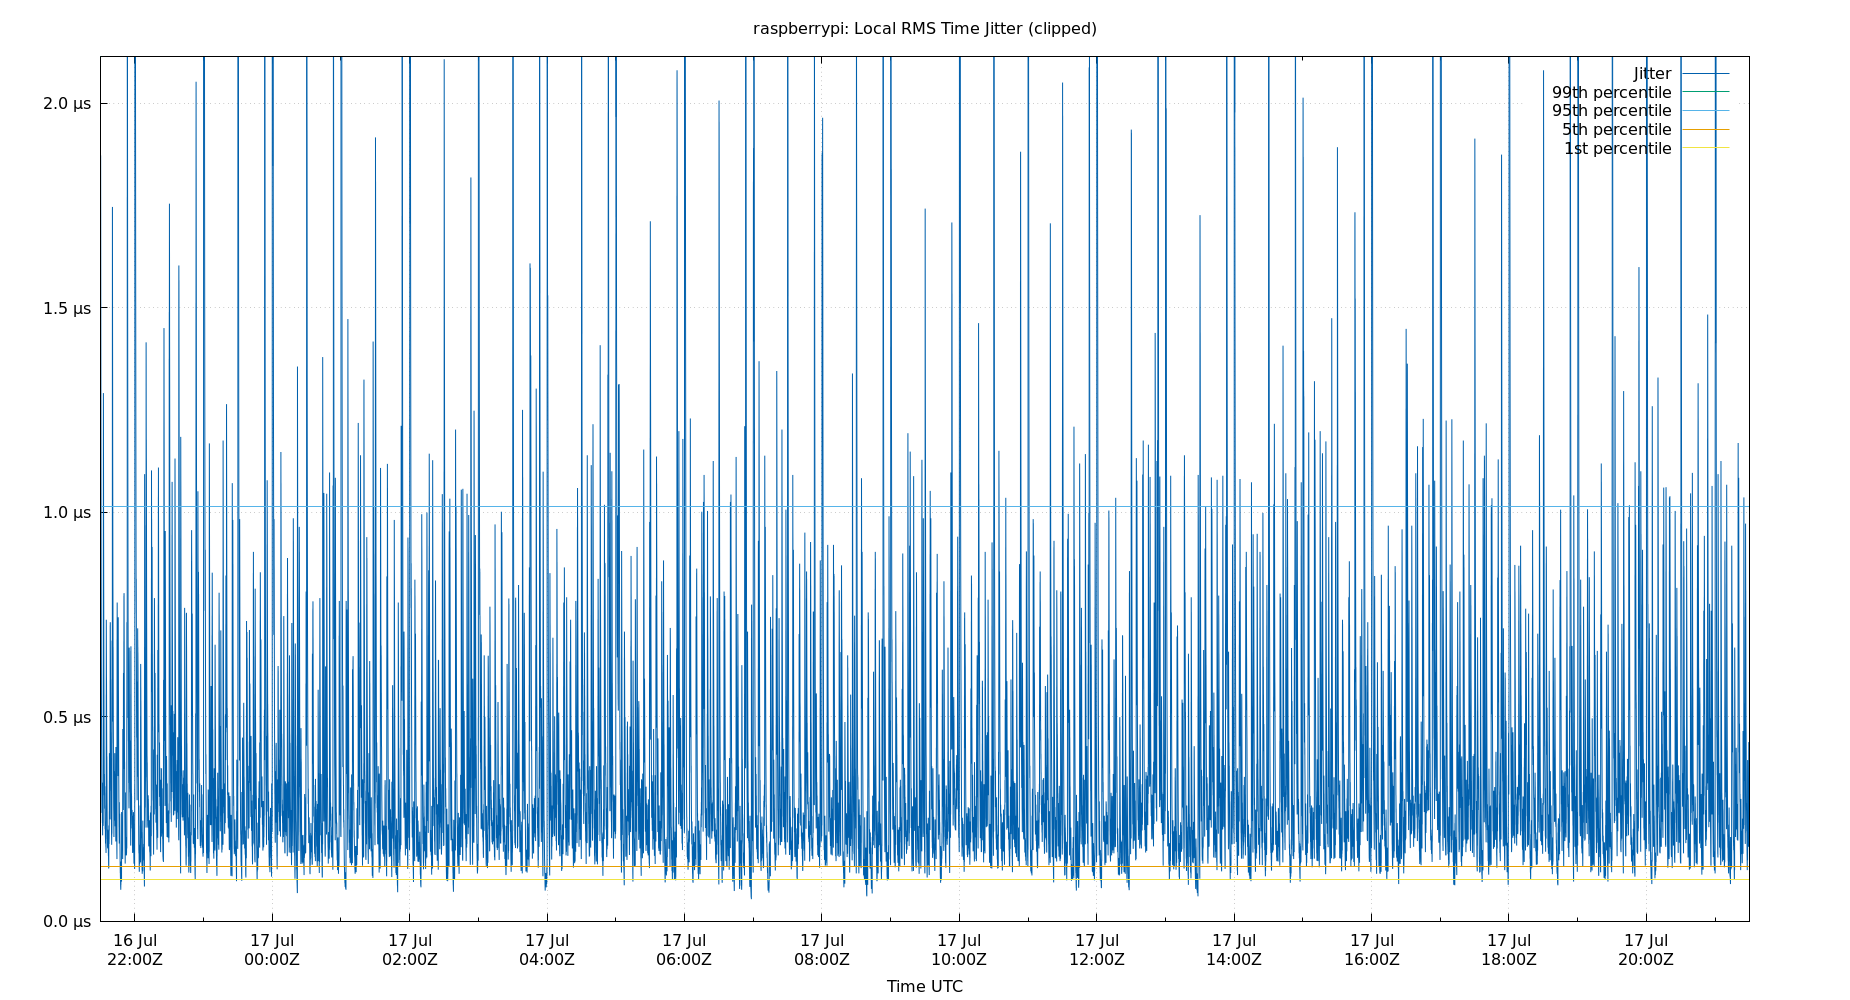 raspberrypi: Local RMS Time Jitter (clipped)
Jitter
99th percentile
95th percentile
5th percentile
1st percentile
2.0 µs
1.5 µs
1.0 µs
0.5 µs
0.0 µs
16 Jul 17 Jul 17 Jul 17 Jul 17 Jul 17 Jul 17 Jul 17 Jul 17 Jul 17 Jul 17 Jul 17 Jul
22:00Z 00:00Z 02:00Z 04:00Z 06:00Z 08:00Z 10:00Z 12:00Z 14:00Z 16:00Z 18:00Z 20:00Z
Time UTC